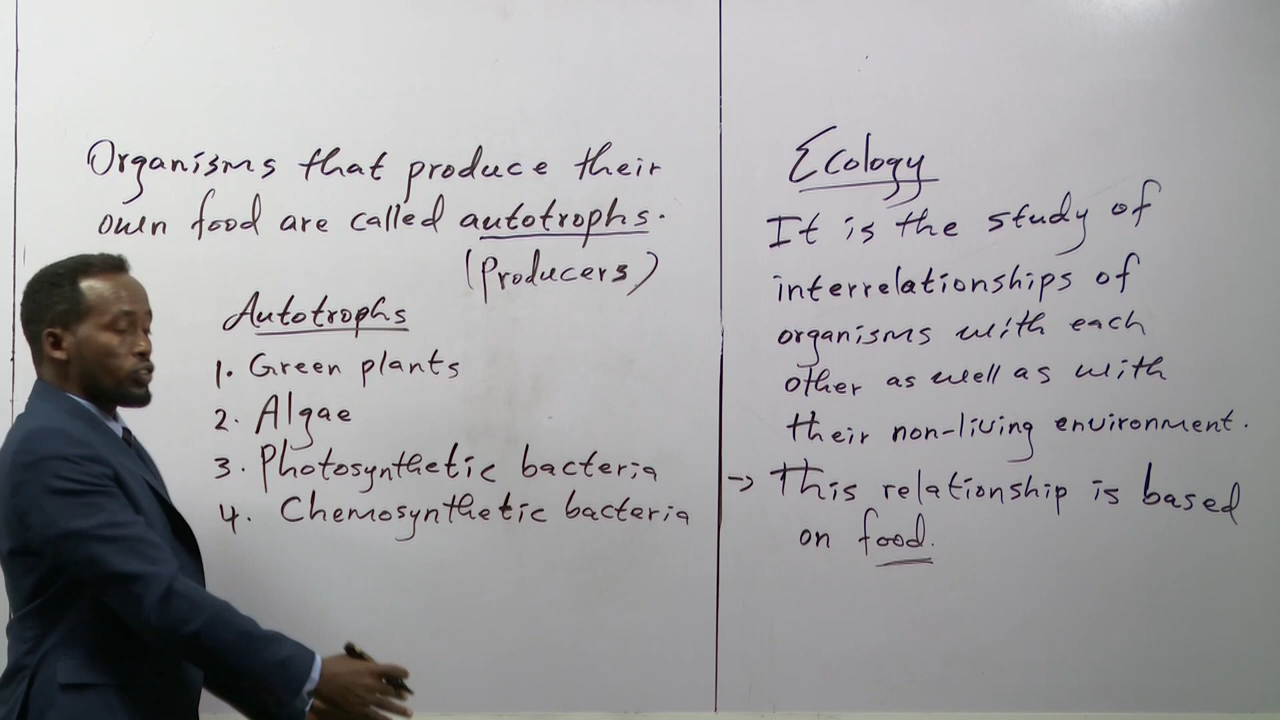 Organisms that produce their
own food are called autotrophs.
(Producers)
Autotrophs
1. Green plants
2. Algae
3. Photosynthetic bacteria
4. Chemosynthetic bacteria
Ecology
It is the study of
interrelationships of
organisms with each
other as well as with
their non-living environment.
→ This relationship is based
on food.